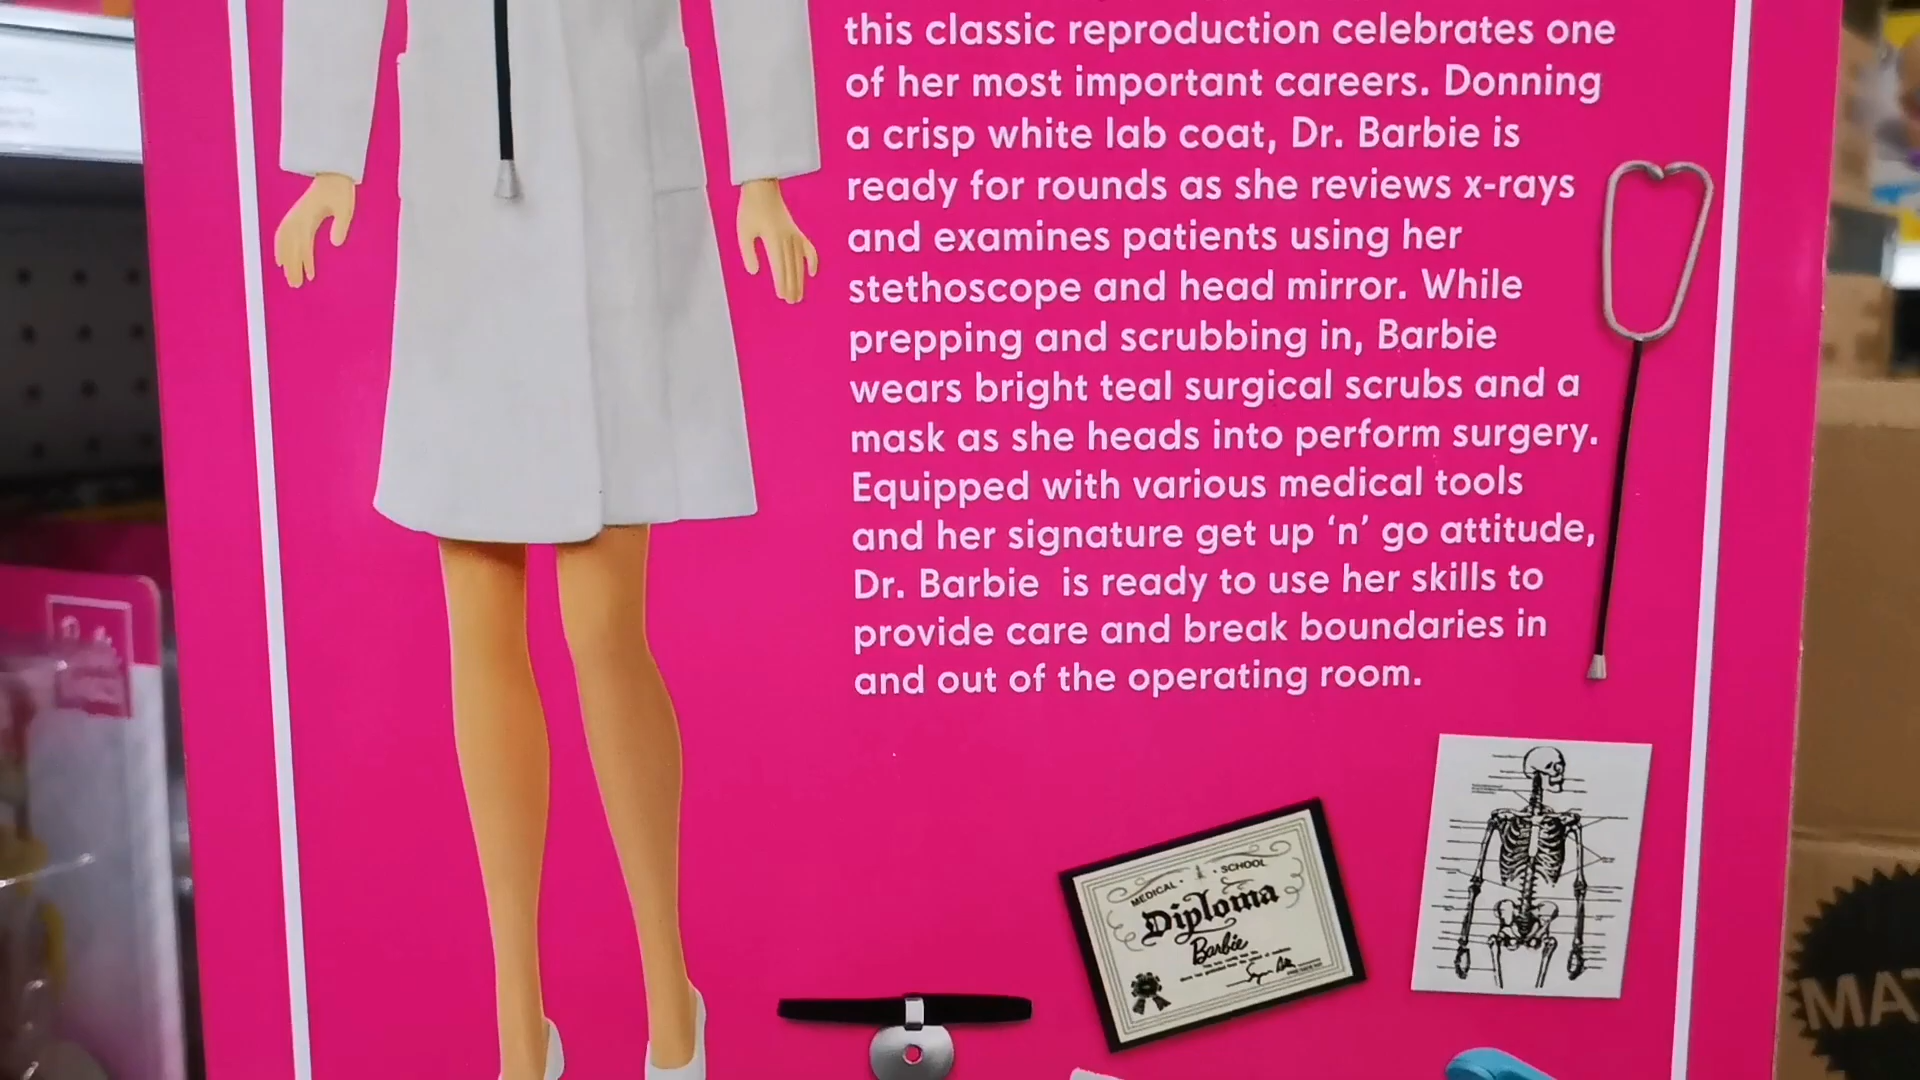 this classic reproduction celebrates one
of her most important careers. Donning
a crisp white lab coat, Dr. Barbie is
ready for rounds as she reviews x-rays
and examines patients using her
stethoscope and head mirror. While
prepping and scrubbing in, Barbie
wears bright teal surgical scrubs and a
mask as she heads into perform surgery.
Equipped with various medical tools
and her signature get up ‘n’ go attitude,
Dr. Barbie is ready to use her skills to
provide care and break boundaries in
and out of the operating room.
MEDICAL · SCHOOL
Diploma
Barbie
MAT